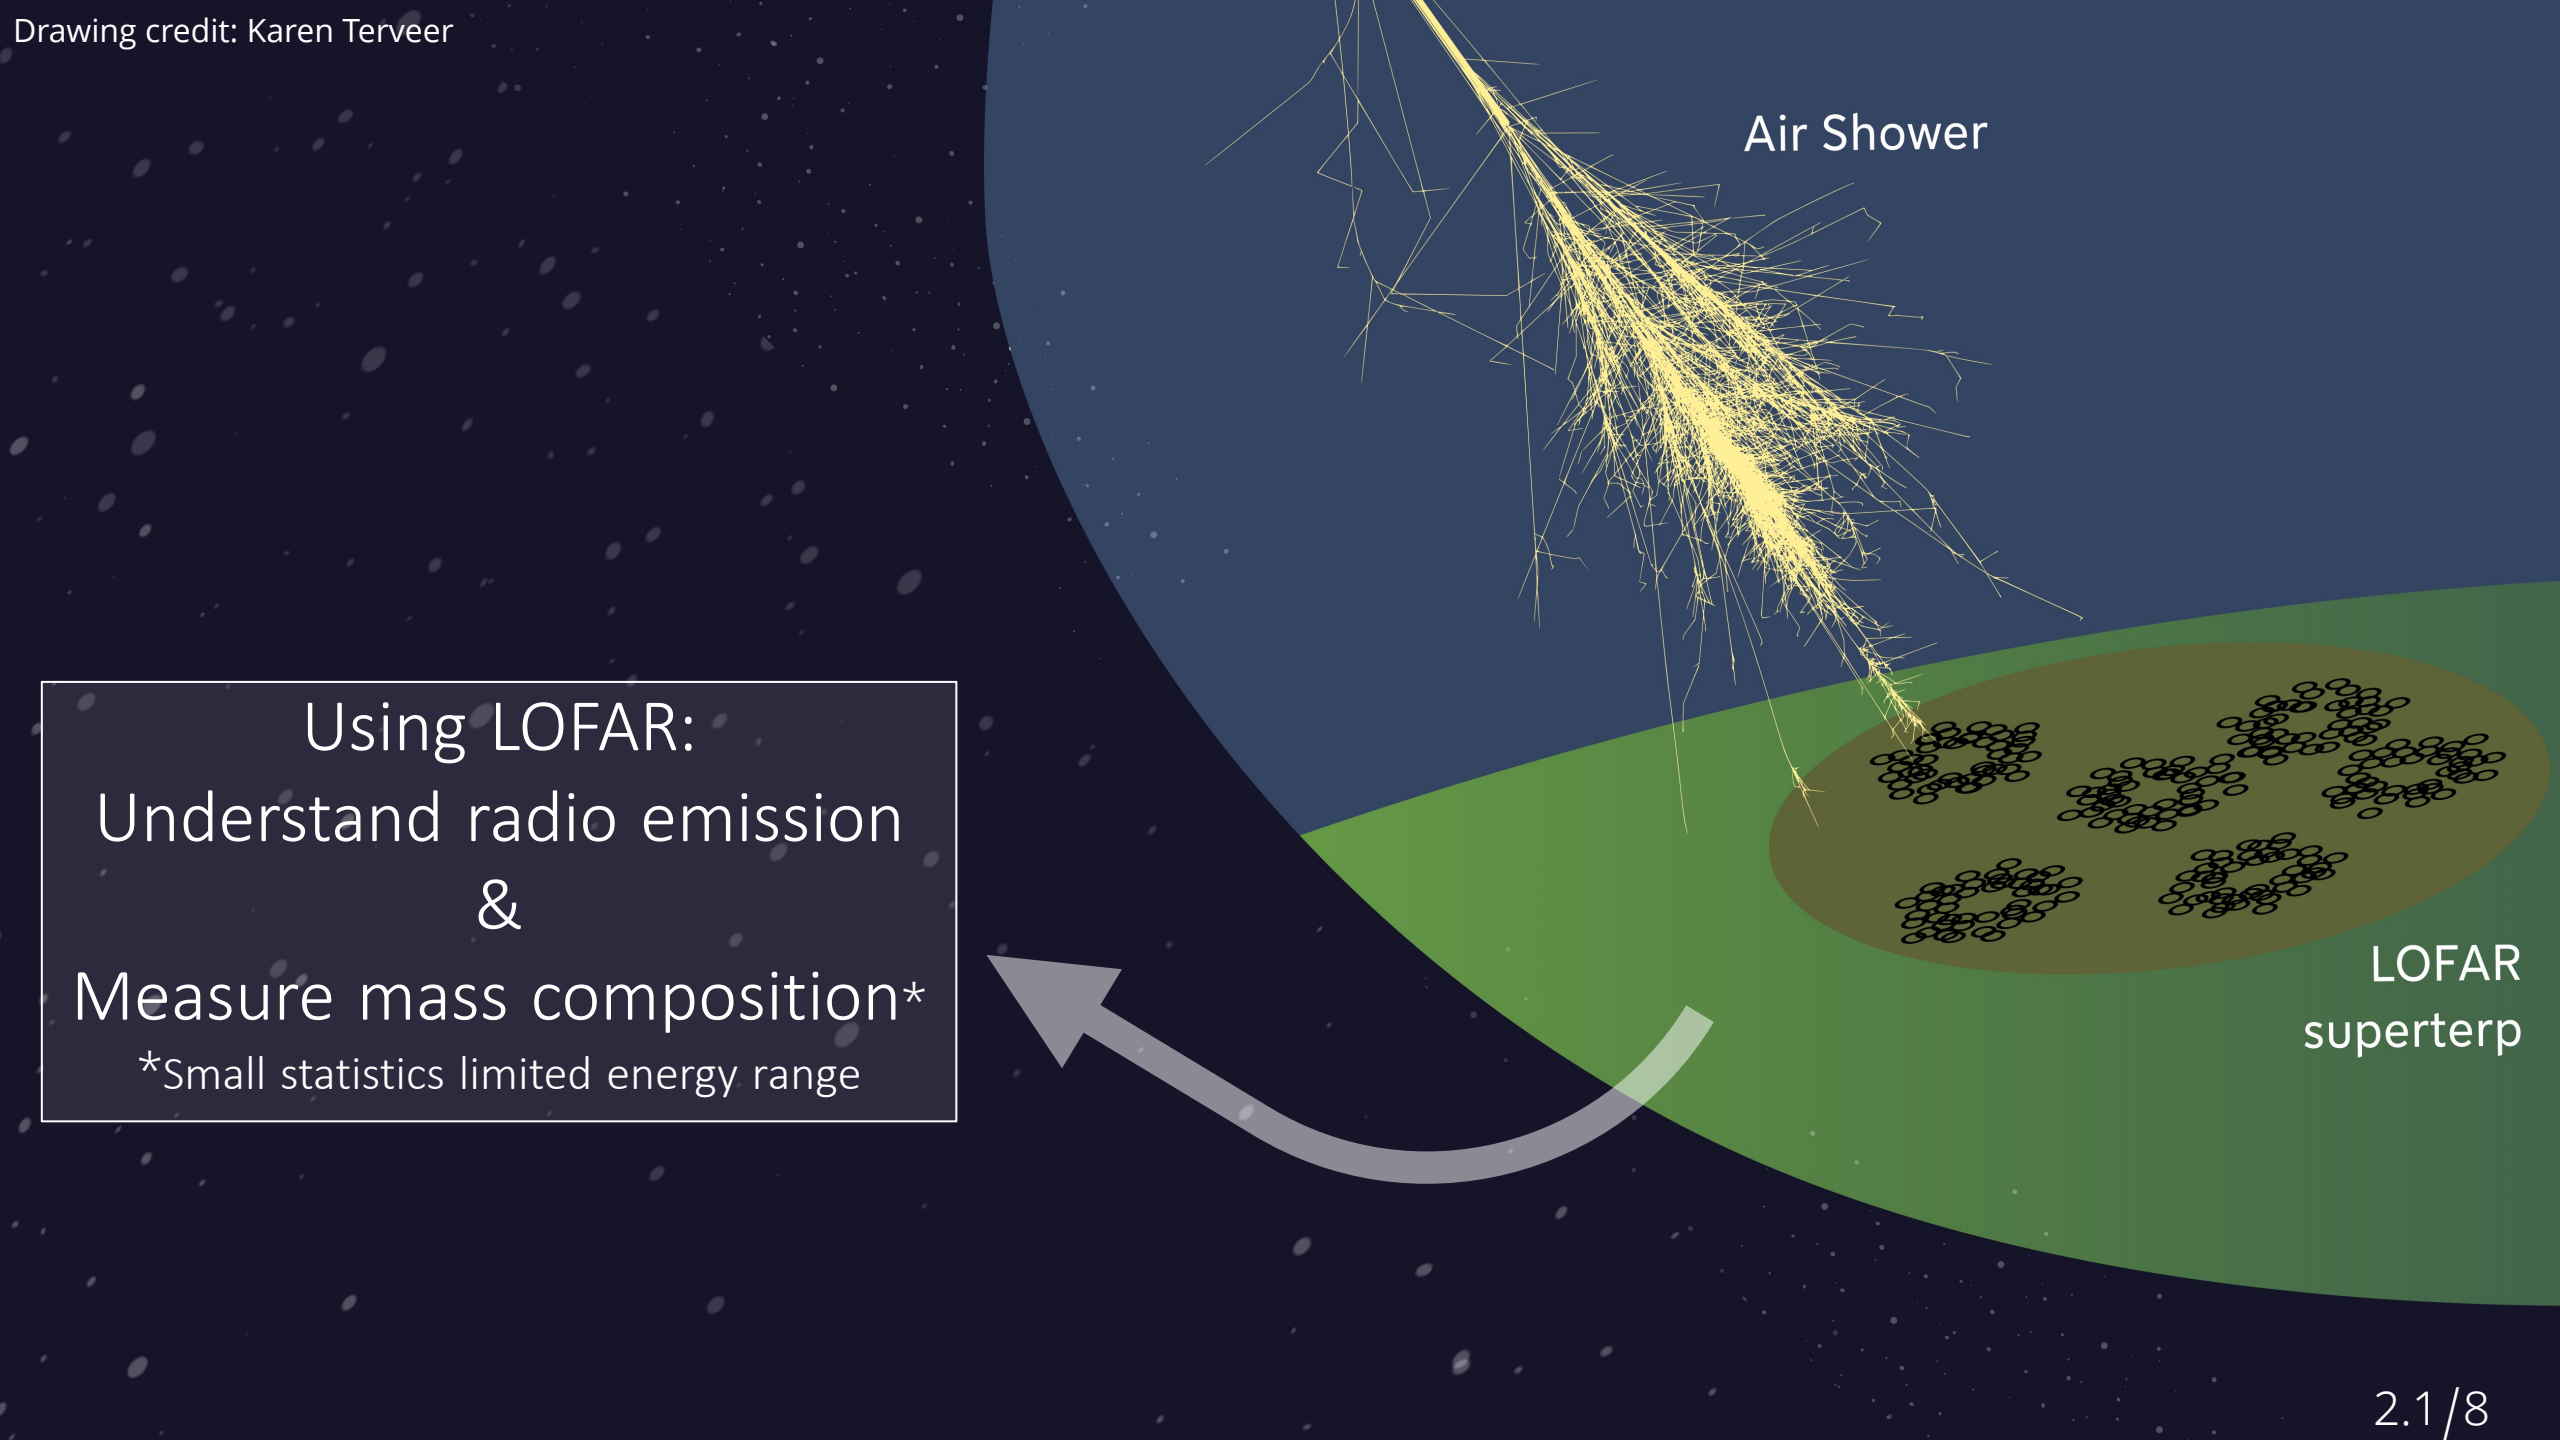 Drawing credit: Karen Terveer
Air Shower
Using LOFAR:
Understand radio emission
&
Measure mass composition*
*Small statistics limited energy range
LOFAR
superterp
2.1/8